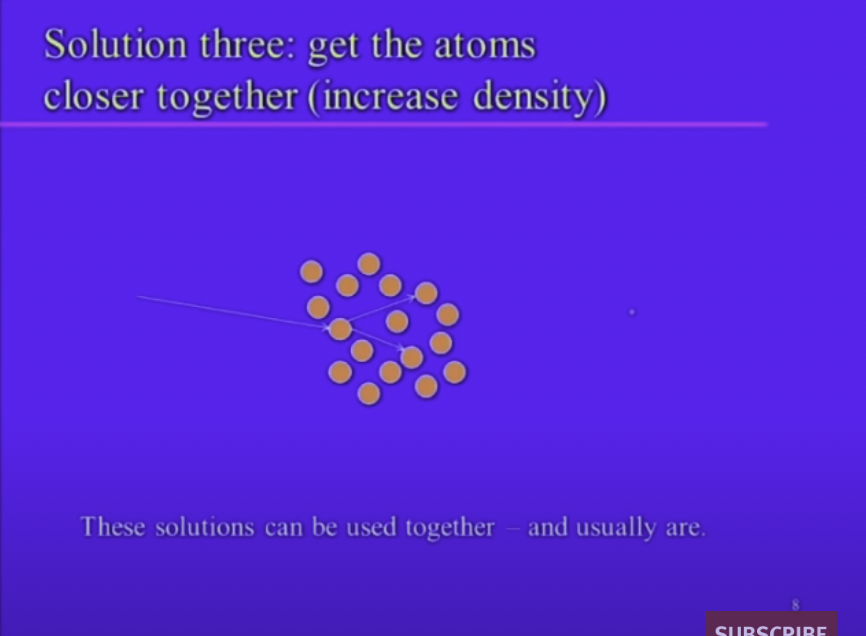 Solution three: get the atoms
closer together (increase density)
These solutions can be used together – and usually are.
8
SUBSCRIBE